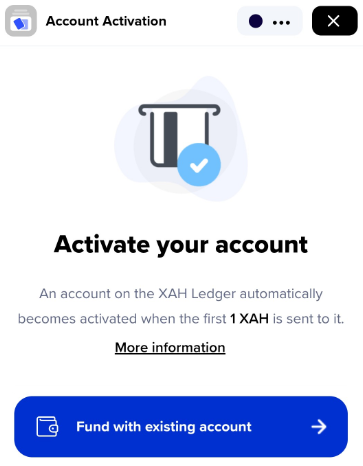 Account Activation
Activate your account
An account on the XAH Ledger automatically
becomes activated when the first 1 XAH is sent to it.
More information
Fund with existing account